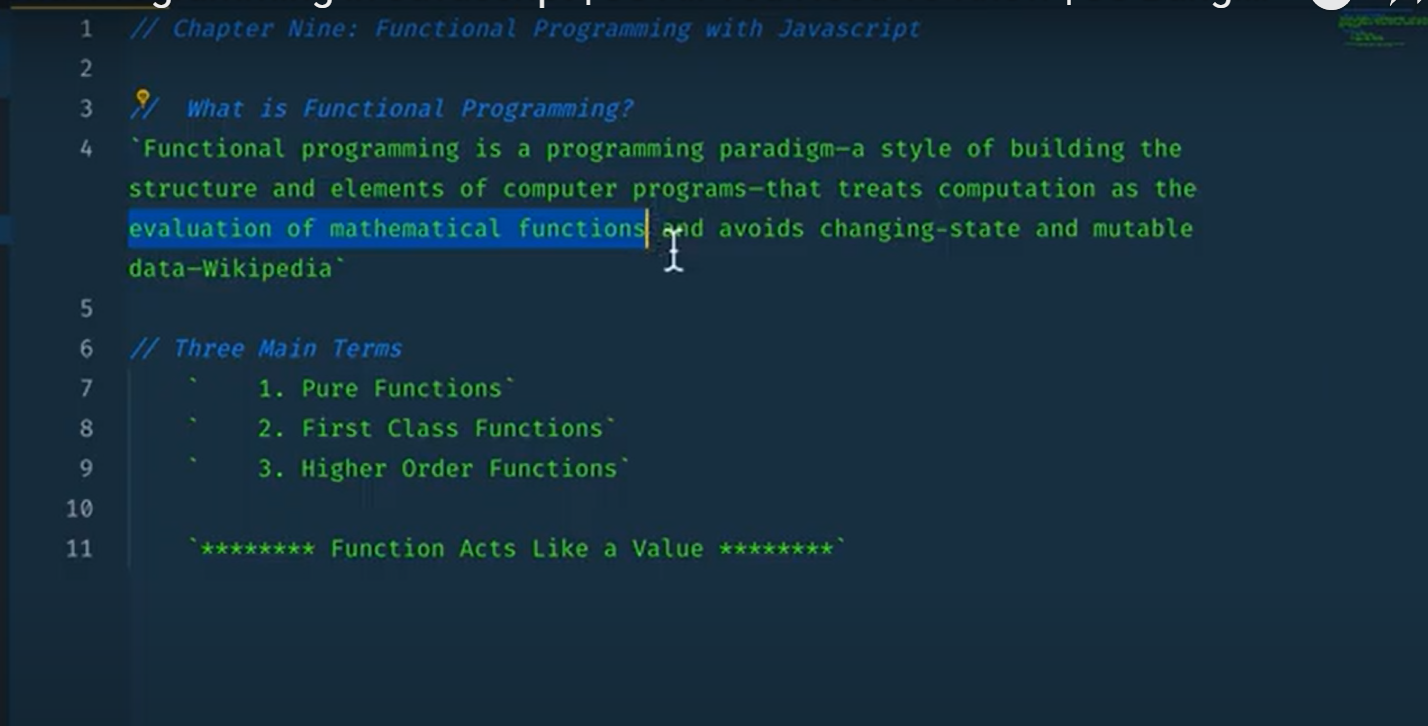 1 // Chapter Nine: Functional Programming with Javascript
2
3 // What is Functional Programming?
4 `Functional programming is a programming paradigm—a style of building the
structure and elements of computer programs—that treats computation as the
evaluation of mathematical functions and avoids changing-state and mutable
data—Wikipedia`
5
6 // Three Main Terms
7 ` 1. Pure Functions`
8 ` 2. First Class Functions`
9 ` 3. Higher Order Functions`
10
11 `******** Function Acts Like a Value ********`